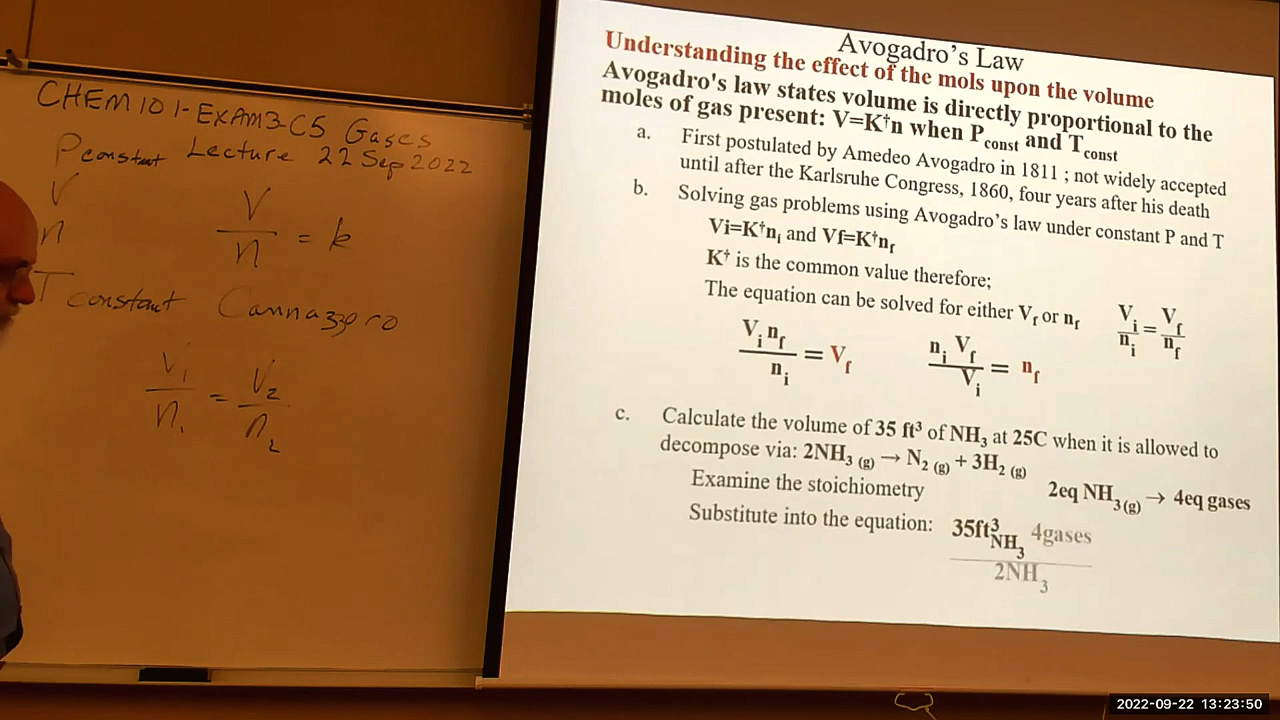 CHEM 101-EXAM3-C5 Gases
Pconstant Lecture 22 Sep 2022
V
n
V/n = k
T constant Cannazzaro
V₁/n₁ = V₂/n₂
Avogadro's Law
Understanding the effect of the mols upon the volume
Avogadro's law states volume is directly proportional to the
moles of gas present: V=K†n when Pconst and Tconst
a. First postulated by Amedeo Avogadro in 1811 ; not widely accepted
until after the Karlsruhe Congress, 1860, four years after his death
b. Solving gas problems using Avogadro's law under constant P and T
Vi=K†ni and Vf=K†nf
K† is the common value therefore;
The equation can be solved for either Vf or nf
Vi/ni = Vf/nf
Vi nf/ni = Vf
ni Vf/Vi = nf
c. Calculate the volume of 35 ft³ of NH₃ at 25C when it is allowed to
decompose via: 2NH₃ (g) → N₂ (g) + 3H₂ (g)
Examine the stoichiometry
2eq NH₃(g) → 4eq gases
Substitute into the equation:
35ft³NH₃ 4gases
2NH₃
2022-09-22 13:23:50